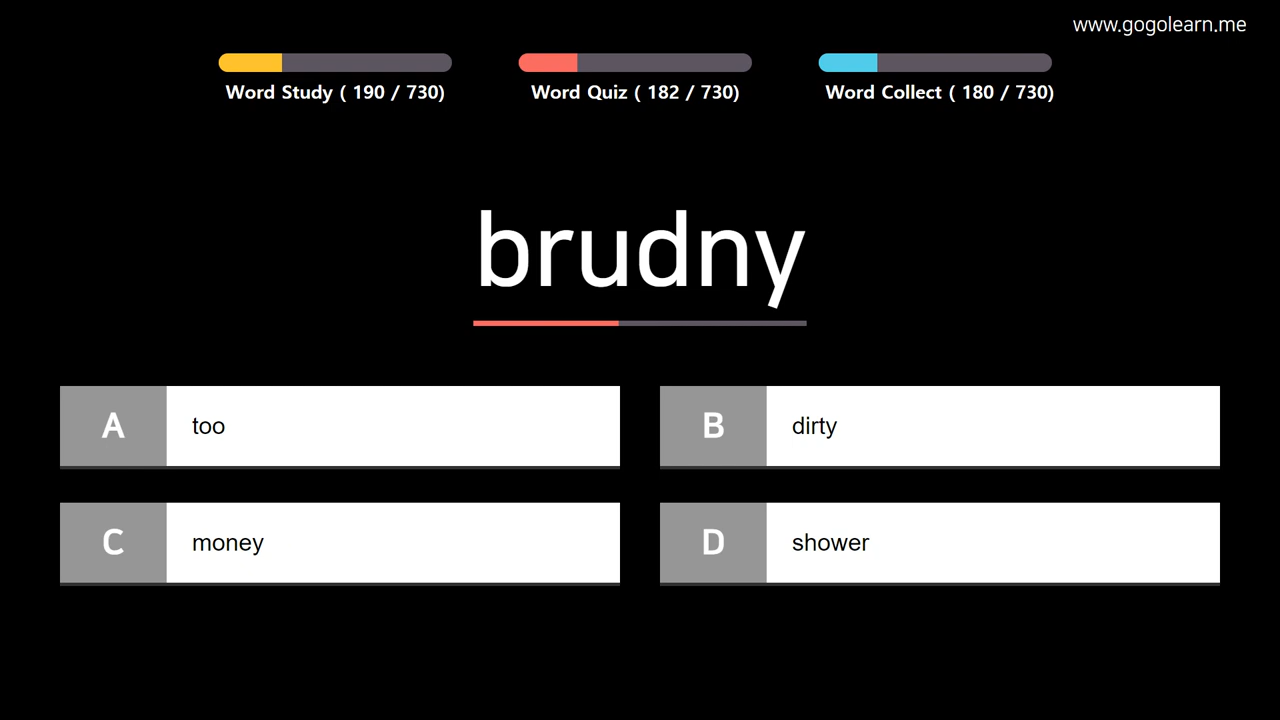 www.gogolearn.me
Word Study ( 190 / 730)
Word Quiz ( 182 / 730)
Word Collect ( 180 / 730)
brudny
A too
B dirty
C money
D shower